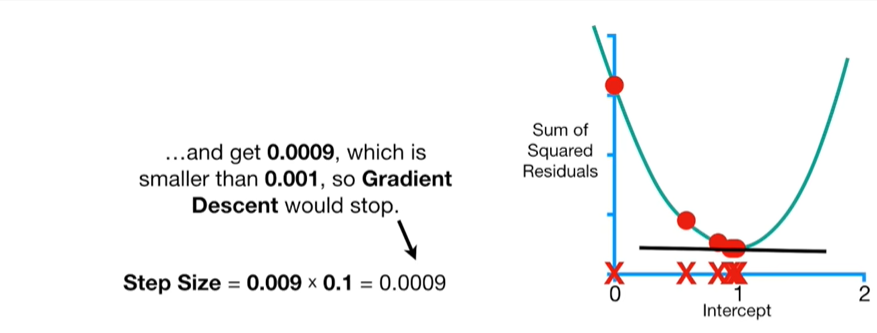 ...and get 0.0009, which is
smaller than 0.001, so Gradient
Descent would stop.
Step Size = 0.009 × 0.1 = 0.0009
Sum of
Squared
Residuals
0
1
2
Intercept